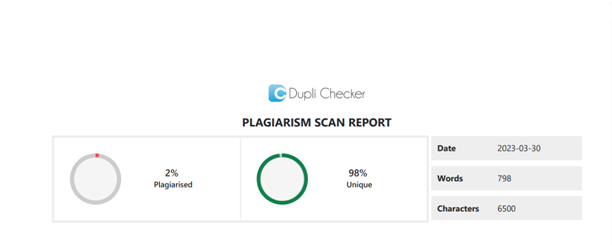 Dupli Checker
PLAGIARISM SCAN REPORT
2%
Plagiarised
98%
Unique
Date 2023-03-30
Words 798
Characters 6500